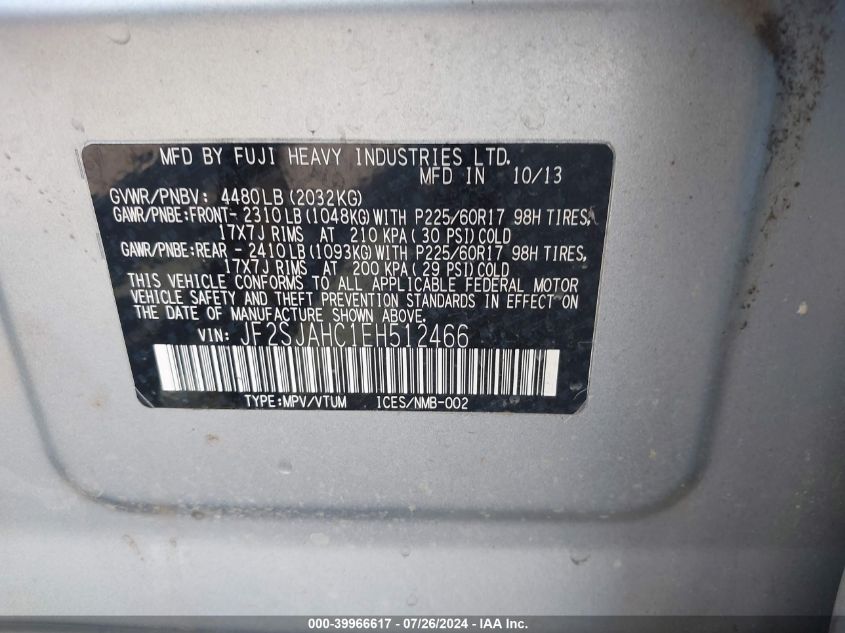 MFD BY FUJI HEAVY INDUSTRIES LTD.
MFD IN 10/13
GVWR/PNBV: 4480LB(2032KG)
GAWR/PNBE:FRONT- 2310LB(1048KG)WITH P225/60R17 98H TIRES,
17X7J RIMS AT 210 KPA(30 PSI)COLD
GAWR/PNBE:REAR - 2410LB(1093KG)WITH P225/60R17 98H TIRES,
17X7J RIMS AT 200 KPA(29 PSI)COLD
THIS VEHICLE CONFORMS TO ALL APPLICABLE FEDERAL MOTOR
VEHICLE SAFETY AND THEFT PREVENTION STANDARDS IN EFFECT ON
THE DATE OF MANUFACTURE SHOWN ABOVE.
VIN: JF2SJAHC1EH512466
TYPE:MPV/VTUM ICES/NMB-002
000-39966617 - 07/26/2024 - IAA Inc.